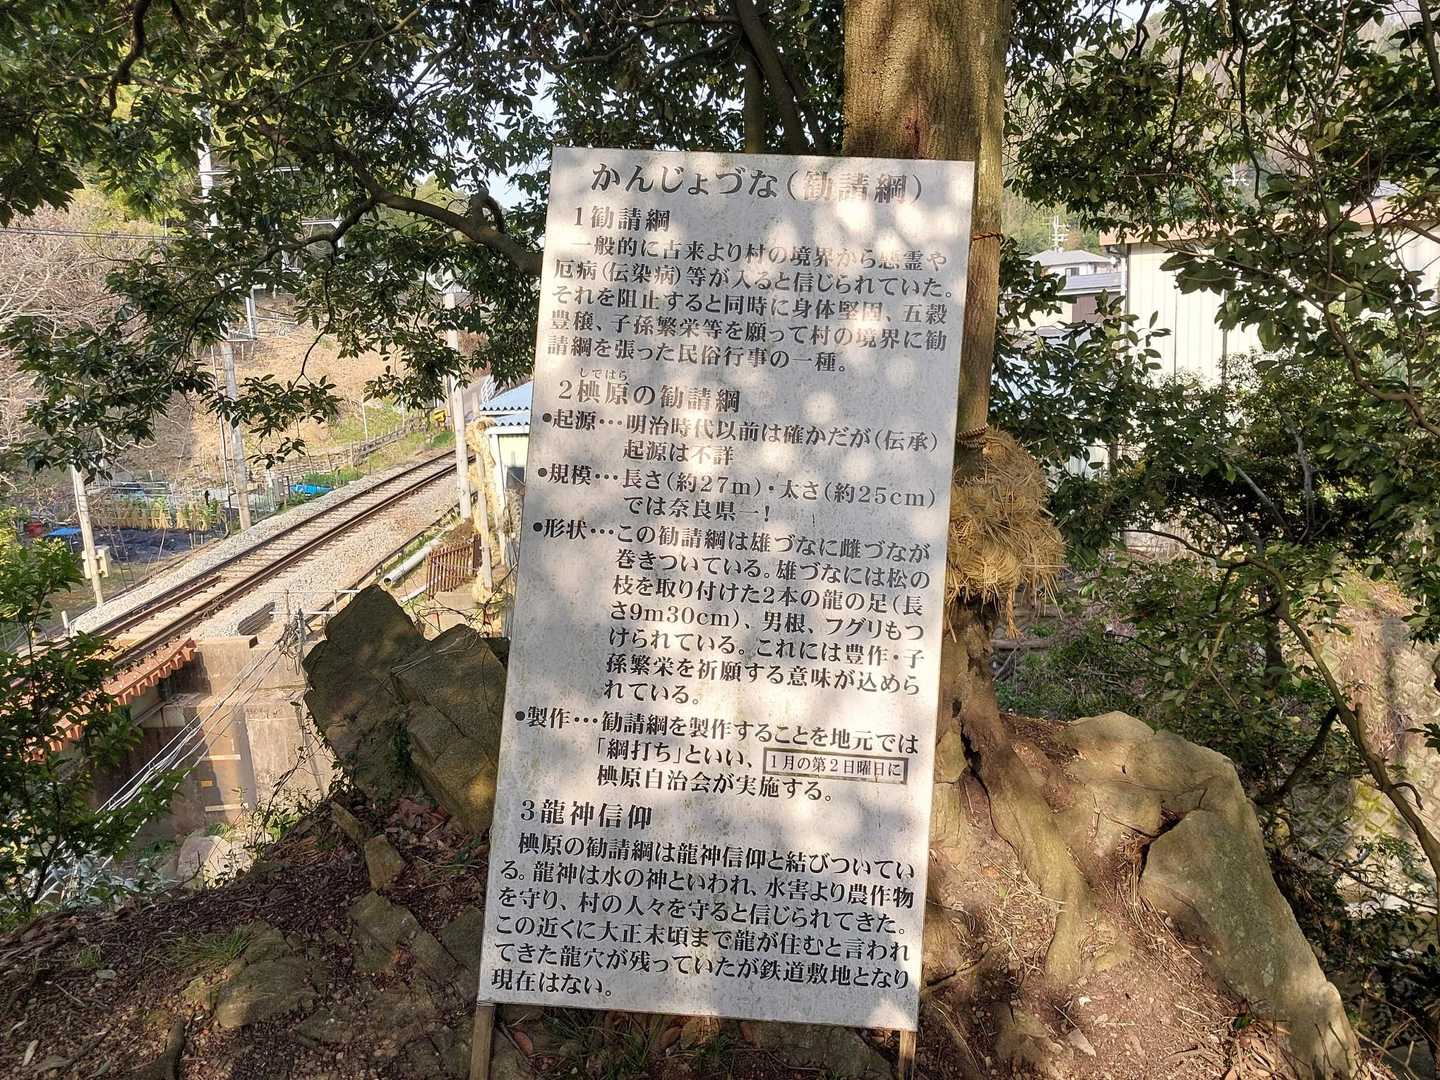 かんじょづな(勧請綱)
1勧請綱
一般的に古来より村の境界から悪霊や
厄病(伝染病)等が入ると信じられていた。
それを阻止すると同時に身体堅固、五穀
豊穣、子孫繁栄等を願って村の境界に勧
請綱を張った民俗行事の一種。
しではら
2椣原の勧請綱
●起源…明治時代以前は確かだが(伝承)
起源は不詳
●規模…長さ(約27m)・太さ(約25cm)
では奈良県一!
●形状…この勧請綱は雄づなに雌づなが
巻きついている。雄づなには松の
枝を取り付けた2本の龍の足(長
さ9m30cm)、男根、フグリもつ
けられている。これには豊作・子
孫繁栄を祈願する意味が込めら
れている。
●製作…勧請綱を製作することを地元では
「綱打ち」といい、1月の第2日曜日に
椣原自治会が実施する。
3龍神信仰
椣原の勧請綱は龍神信仰と結びついてい
る。龍神は水の神といわれ、水害より農作物
を守り、村の人々を守ると信じられてきた。
この近くに大正末頃まで龍が住むと言われ
てきた龍穴が残っていたが鉄道敷地となり
現在はない。